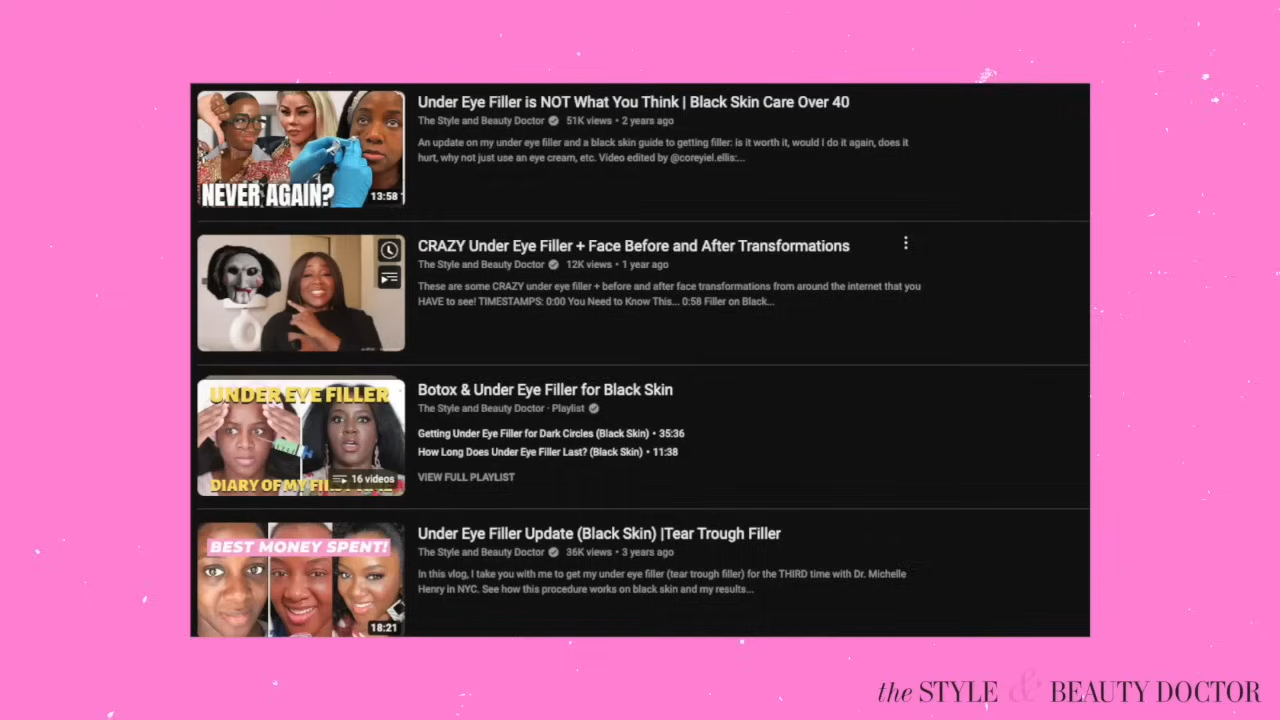 Under Eye Filler is NOT What You Think | Black Skin Care Over 40
The Style and Beauty Doctor 51K views • 2 years ago
An update on my under eye filler and a black skin guide to getting filler: is it worth it, would I do it again, does it
hurt, why not just use an eye cream, etc. Video edited by @coreyiel.ellis:...
NEVER AGAIN?
13:58
CRAZY Under Eye Filler + Face Before and After Transformations
The Style and Beauty Doctor 12K views • 1 year ago
These are some CRAZY under eye filler + before and after face transformations from around the internet that you
HAVE to see! TIMESTAMPS: 0:00 You Need to Know This... 0:58 Filler on Black...
UNDER EYE FILLER
DIARY OF MY
16 videos
Botox & Under Eye Filler for Black Skin
The Style and Beauty Doctor · Playlist
Getting Under Eye Filler for Dark Circles (Black Skin) • 35:36
How Long Does Under Eye Filler Last? (Black Skin) • 11:38
VIEW FULL PLAYLIST
BEST MONEY SPENT!
18:21
Under Eye Filler Update (Black Skin) |Tear Trough Filler
The Style and Beauty Doctor 36K views • 3 years ago
In this vlog, I take you with me to get my under eye filler (tear trough filler) for the THIRD time with Dr. Michelle
Henry in NYC. See how this procedure works on black skin and my results...
the STYLE & BEAUTY DOCTOR